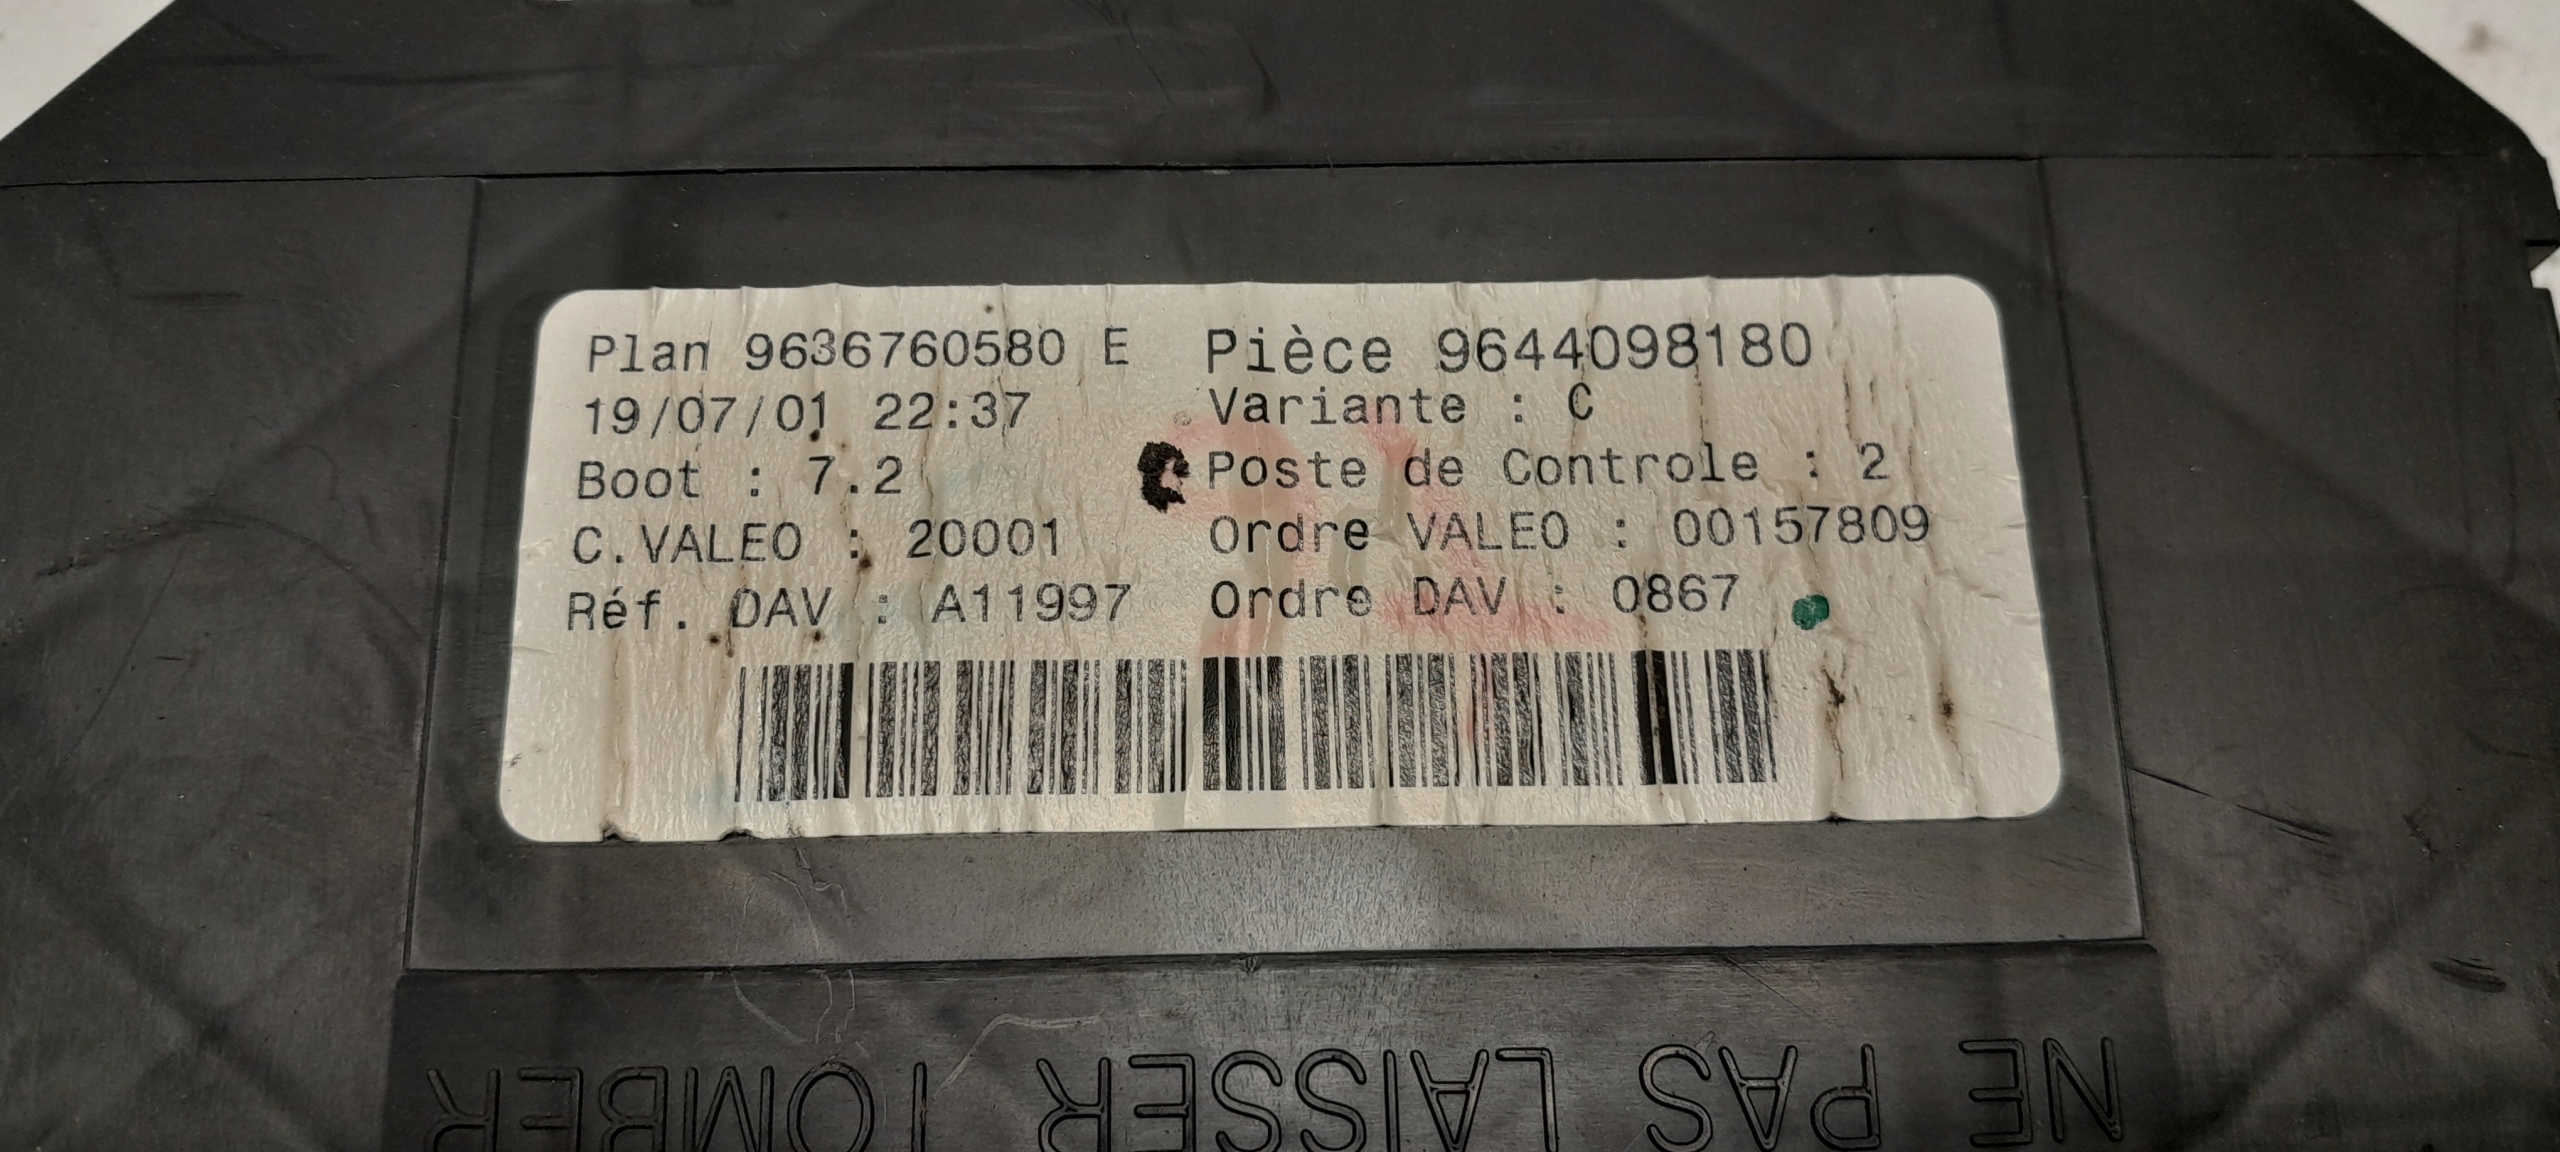 Plan 9636760580 E Pièce 9644098180
19/07/01 22:37 Variante : C
Boot : 7.2 Poste de Controle : 2
C.VALEO : 20001 Ordre VALEO : 00157809
Réf. DAV : A11997 Ordre DAV : 0867
NE PAS LAISSER TOMBER